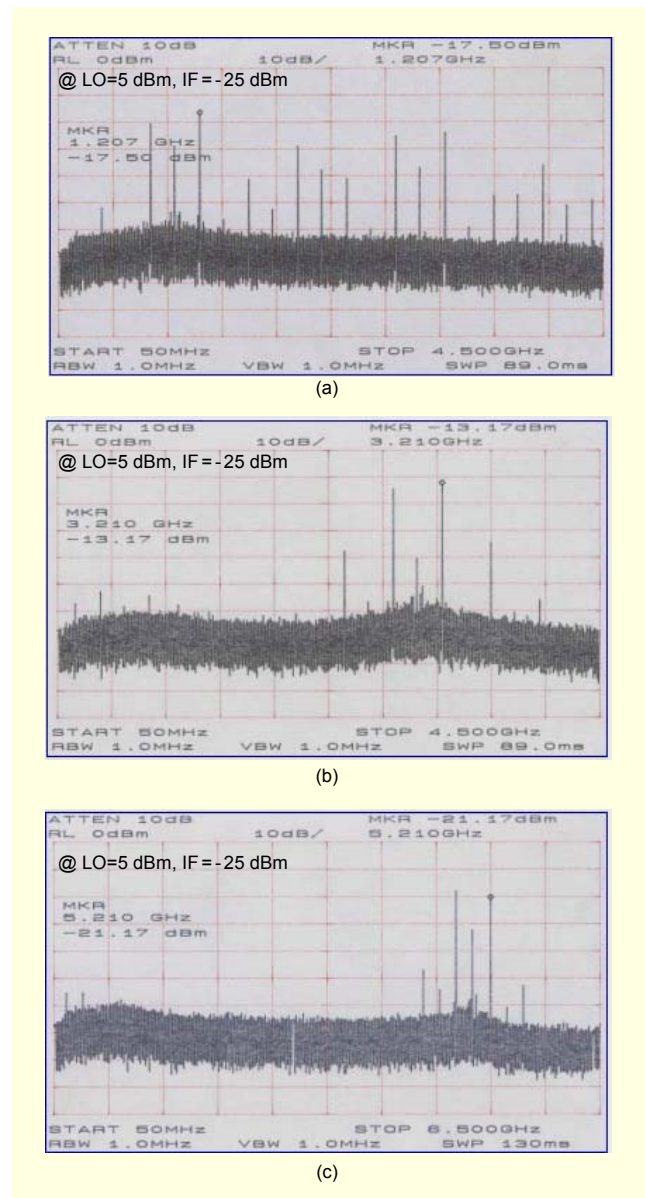 ATTEN 10dB MKR -17.50dBm
RL 0dBm 10dB/ 1.207GHz
@ LO=5 dBm, IF = -25 dBm
MKR
1.207 GHz
-17.50 dBm
START 50MHz STOP 4.500GHz
RBW 1.0MHz VBW 1.0MHz SWP 89.0ms
(a)
ATTEN 10dB MKR -13.17dBm
RL 0dBm 10dB/ 3.210GHz
@ LO=5 dBm, IF = -25 dBm
MKR
3.210 GHz
-13.17 dBm
START 50MHz STOP 4.500GHz
RBW 1.0MHz VBW 1.0MHz SWP 89.0ms
(b)
ATTEN 10dB MKR -21.17dBm
RL 0dBm 10dB/ 5.210GHz
@ LO=5 dBm, IF = -25 dBm
MKR
5.210 GHz
-21.17 dBm
START 50MHz STOP 6.500GHz
RBW 1.0MHz VBW 1.0MHz SWP 130ms
(c)